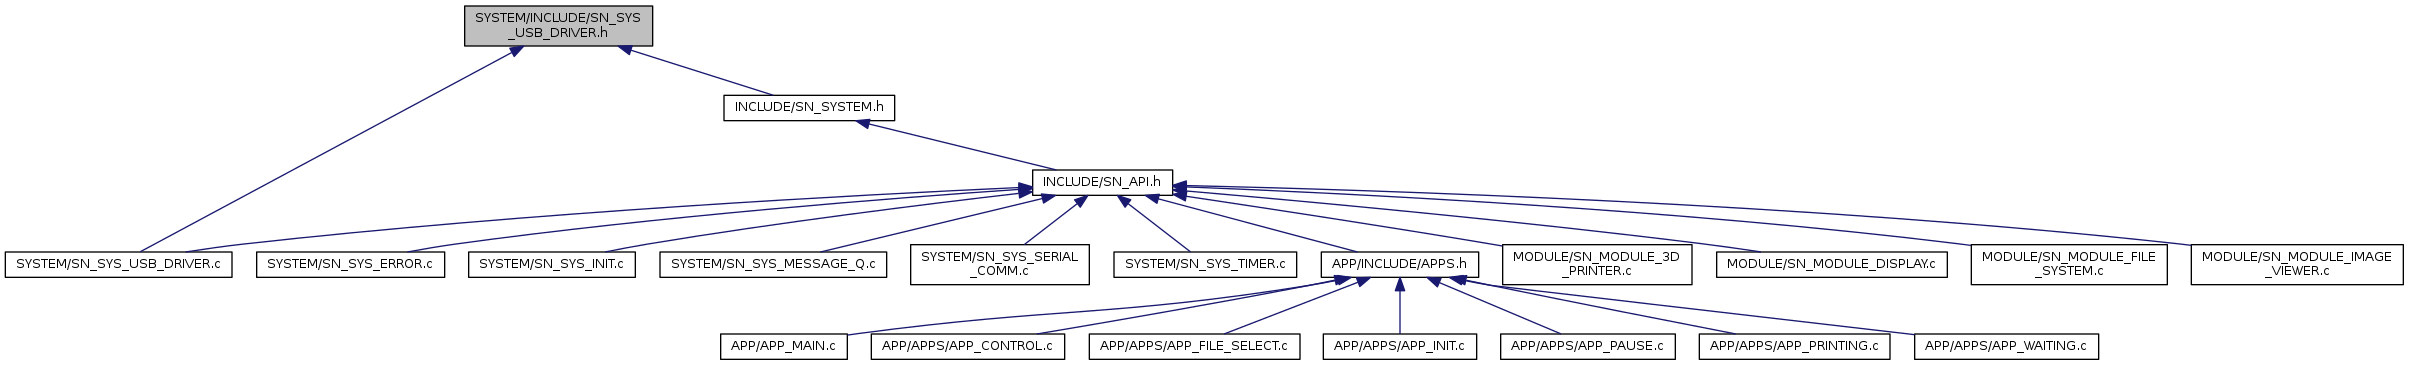 SYSTEM/INCLUDE/SN_SYS
_USB_DRIVER.h
INCLUDE/SN_SYSTEM.h
INCLUDE/SN_API.h
SYSTEM/SN_SYS_USB_DRIVER.c
SYSTEM/SN_SYS_ERROR.c
SYSTEM/SN_SYS_INIT.c
SYSTEM/SN_SYS_MESSAGE_Q.c
SYSTEM/SN_SYS_SERIAL
_COMM.c
SYSTEM/SN_SYS_TIMER.c
APP/INCLUDE/APPS.h
MODULE/SN_MODULE_3D
_PRINTER.c
MODULE/SN_MODULE_DISPLAY.c
MODULE/SN_MODULE_FILE
_SYSTEM.c
MODULE/SN_MODULE_IMAGE
_VIEWER.c
APP/APP_MAIN.c
APP/APPS/APP_CONTROL.c
APP/APPS/APP_FILE_SELECT.c
APP/APPS/APP_INIT.c
APP/APPS/APP_PAUSE.c
APP/APPS/APP_PRINTING.c
APP/APPS/APP_WAITING.c